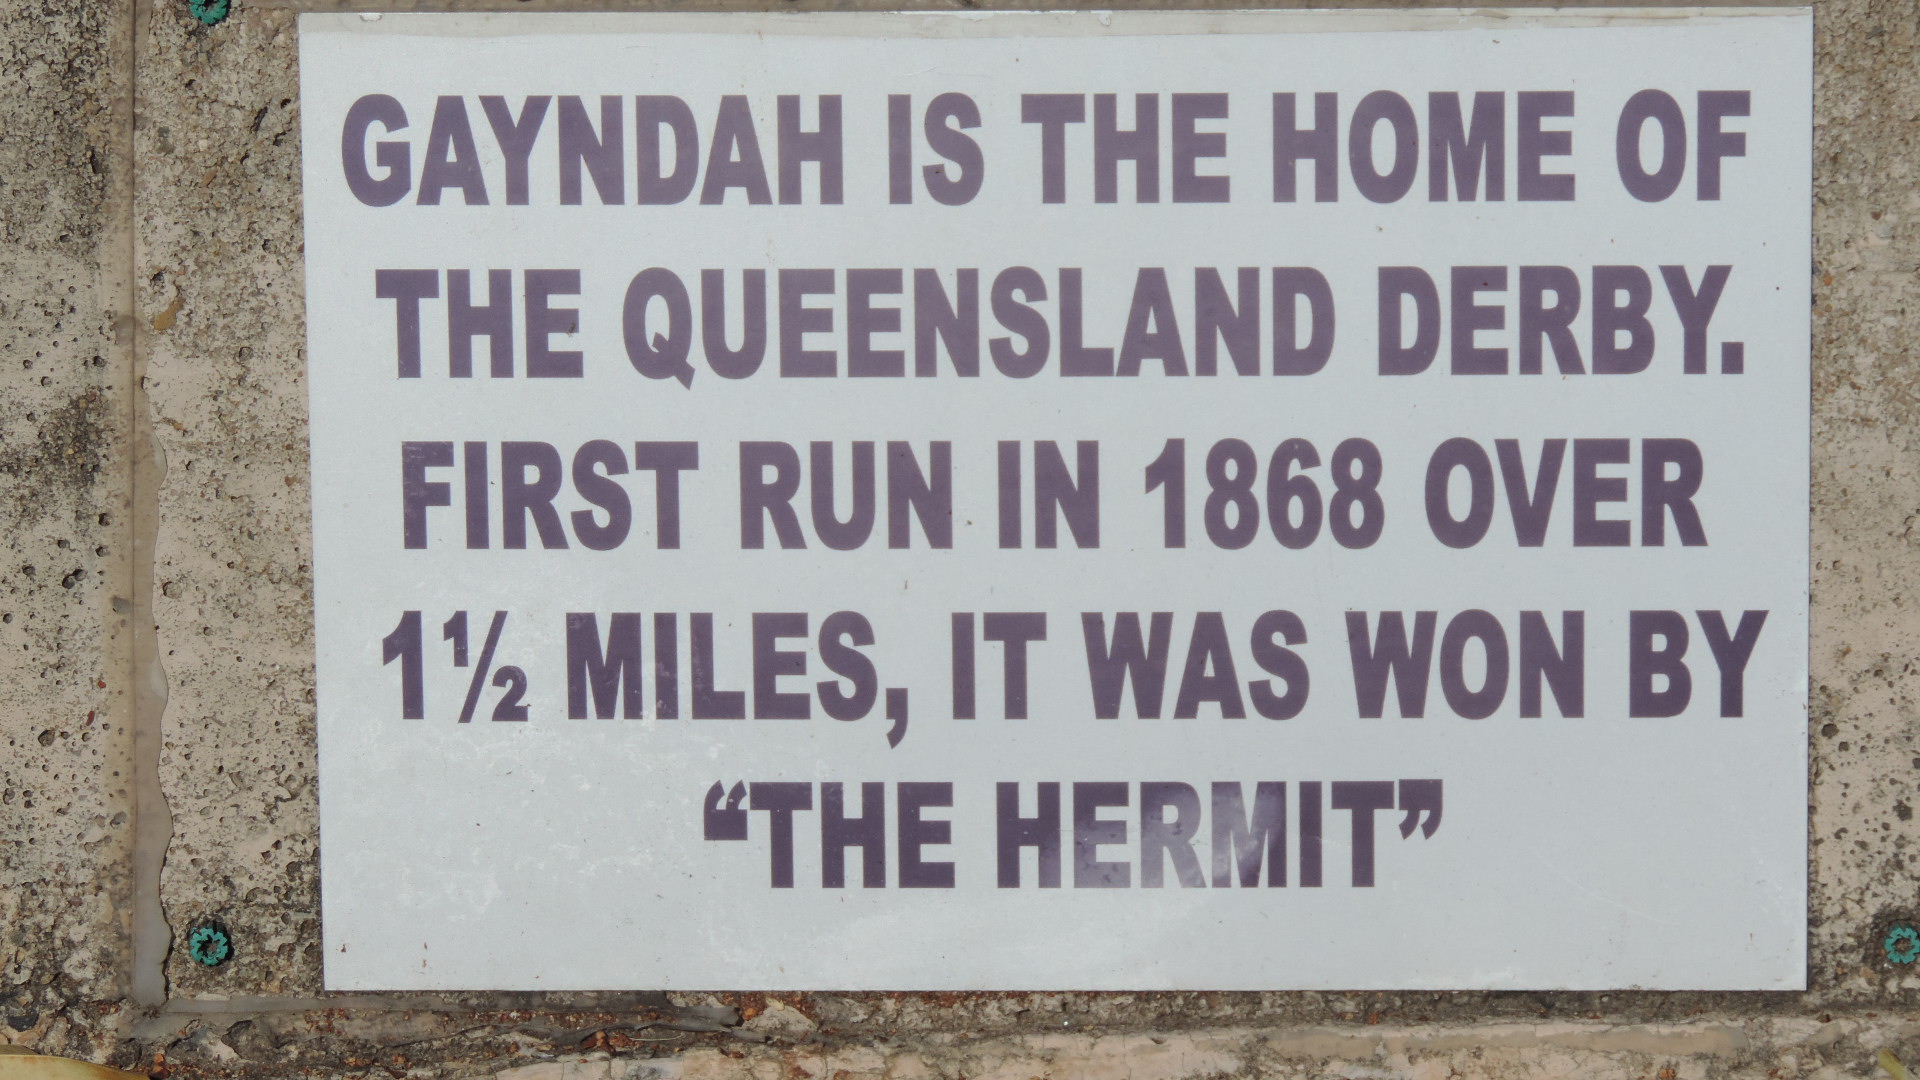 GAYNDAH IS THE HOME OF
THE QUEENSLAND DERBY.
FIRST RUN IN 1868 OVER
1½ MILES, IT WAS WON BY
“THE HERMIT”